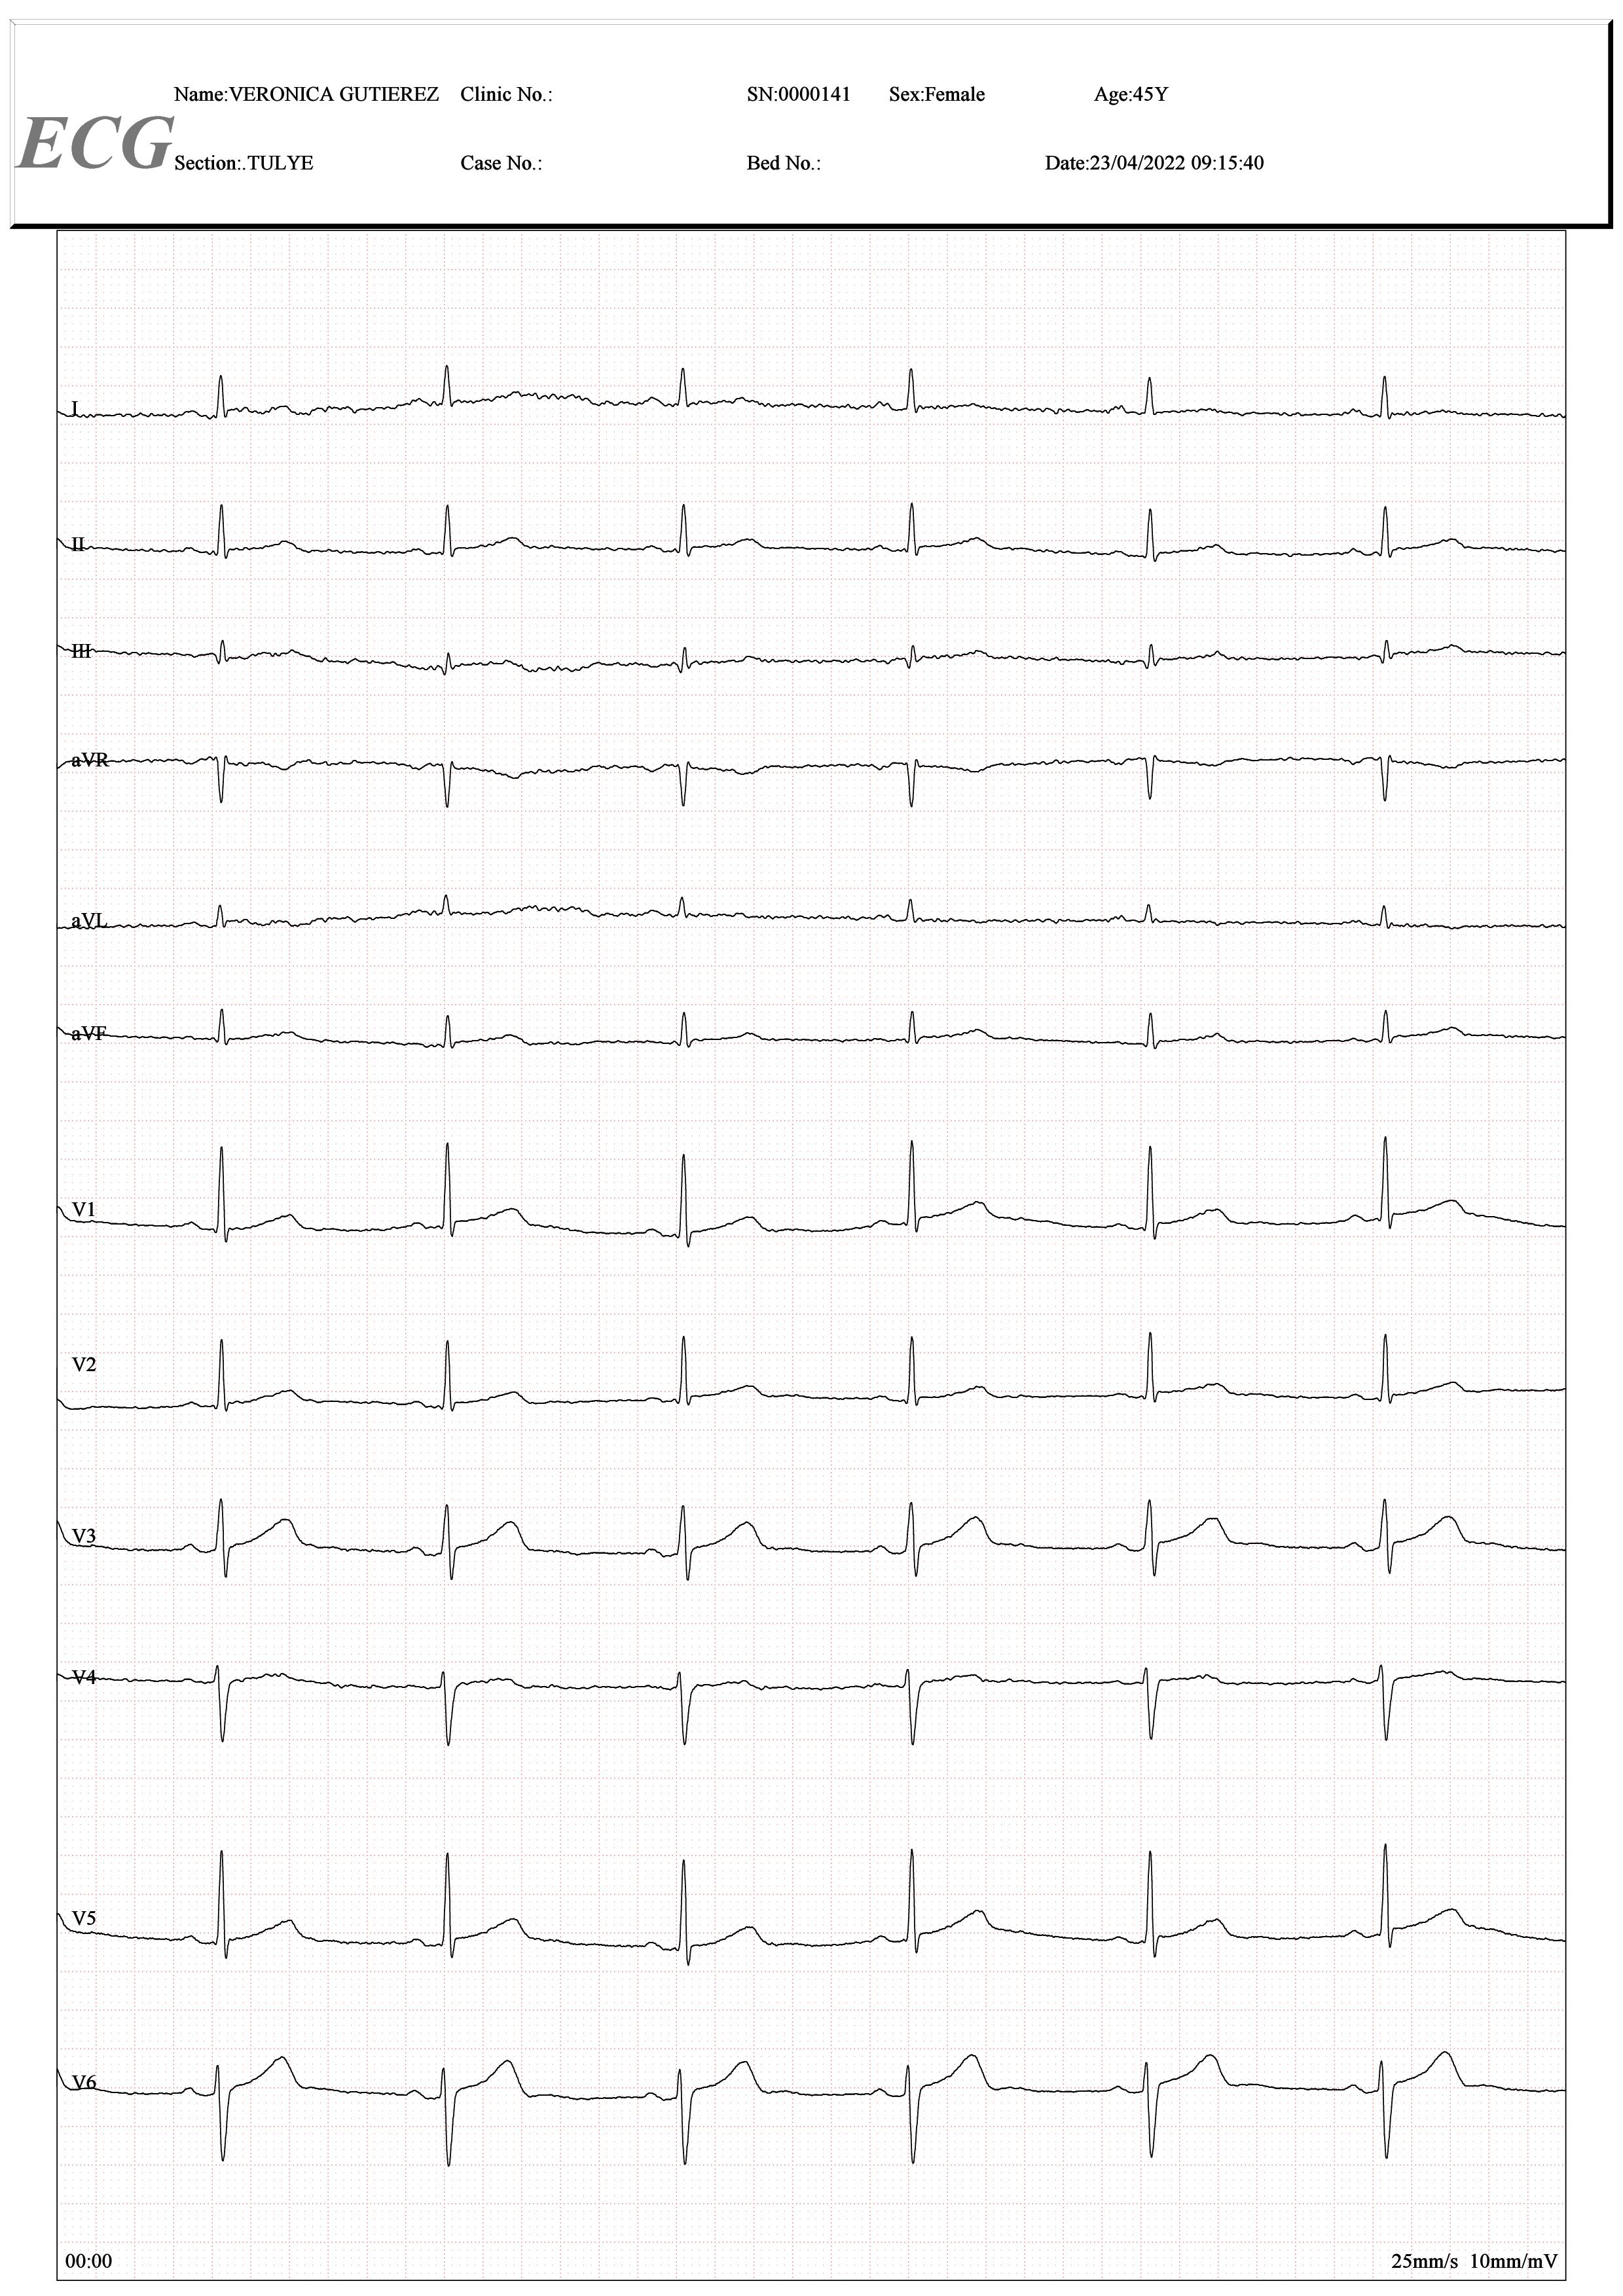 Name:VERONICA GUTIEREZ Clinic No.: SN:0000141 Sex:Female Age:45Y
ECG
Section:.TULYE Case No.: Bed No.: Date:23/04/2022 09:15:40
I
II
III
aVR
aVL
aVF
V1
V2
V3
V4
V5
V6
00:00 25mm/s 10mm/mV